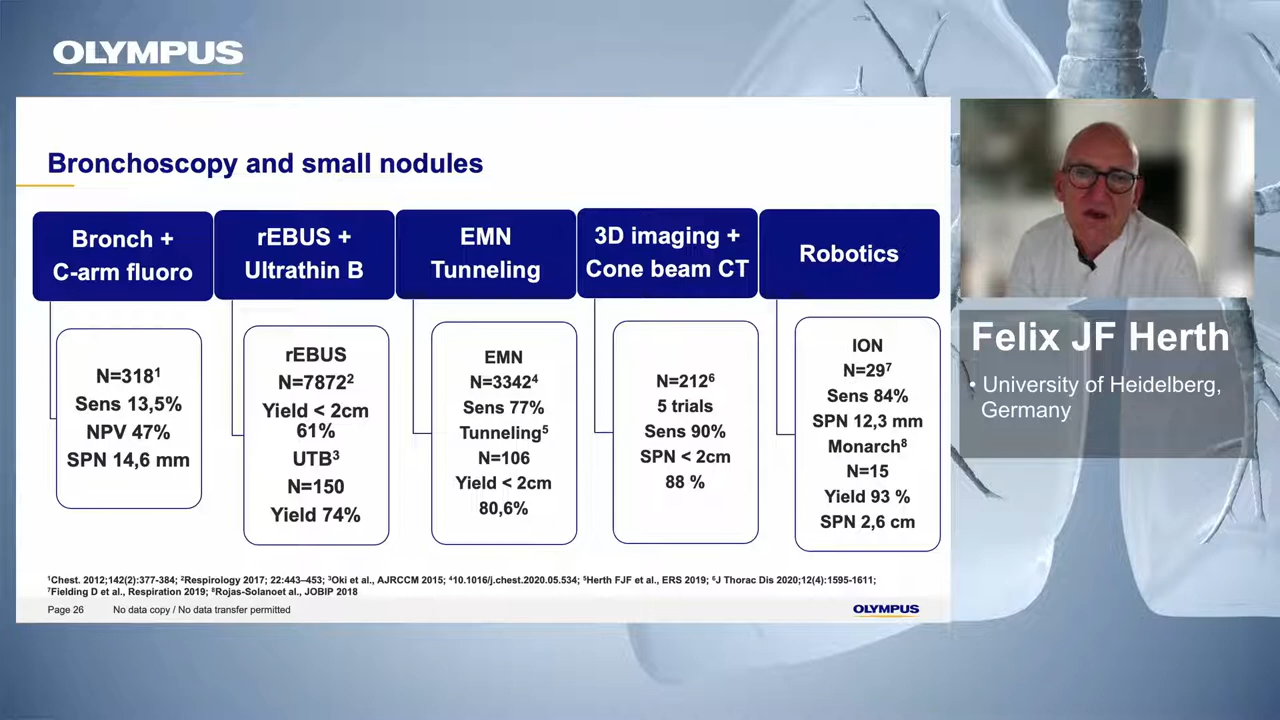 OLYMPUS
Bronchoscopy and small nodules
Bronch +
C-arm fluoro
rEBUS +
Ultrathin B
EMN
Tunneling
3D imaging +
Cone beam CT
Robotics
N=318¹
Sens 13,5%
NPV 47%
SPN 14,6 mm
rEBUS
N=7872²
Yield < 2cm
61%
UTB³
N=150
Yield 74%
EMN
N=3342⁴
Sens 77%
Tunneling⁵
N=106
Yield < 2cm
80,6%
N=212⁶
5 trials
Sens 90%
SPN < 2cm
88 %
ION
N=29⁷
Sens 84%
SPN 12,3 mm
Monarch⁸
N=15
Yield 93 %
SPN 2,6 cm
¹Chest. 2012;142(2):377-384; ²Respirology 2017; 22:443–453; ³Oki et al., AJRCCM 2015; ⁴10.1016/j.chest.2020.05.534; ⁵Herth FJF et al., ERS 2019; ⁶J Thorac Dis 2020;12(4):1595-1611;
⁷Fielding D et al., Respiration 2019; ⁸Rojas-Solanoet al., JOBIP 2018
Page 26 No data copy / No data transfer permitted
OLYMPUS
Felix JF Herth
• University of Heidelberg,
Germany